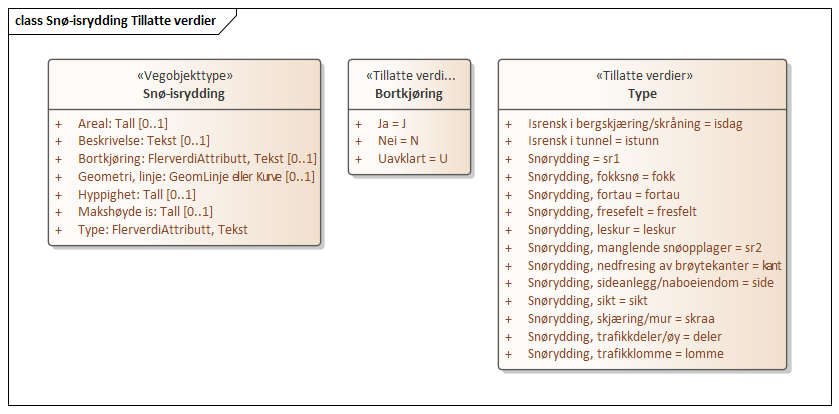 class Snø-isrydding Tillatte verdier
«Vegobjekttype»
Snø-isrydding
+ Areal: Tall [0..1]
+ Beskrivelse: Tekst [0..1]
+ Bortkjøring: FlerverdiAttributt, Tekst [0..1]
+ Geometri, linje: GeomLinje eller Kurve [0..1]
+ Hyppighet: Tall [0..1]
+ Makshøyde is: Tall [0..1]
+ Type: FlerverdiAttributt, Tekst
«Tillatte verdi...
Bortkjøring
+ Ja = J
+ Nei = N
+ Uavklart = U
«Tillatte verdier»
Type
+ Isrensk i bergskjæring/skråning = isdag
+ Isrensk i tunnel = istunn
+ Snørydding = sr1
+ Snørydding, fokksnø = fokk
+ Snørydding, fortau = fortau
+ Snørydding, fresefelt = fresfelt
+ Snørydding, leskur = leskur
+ Snørydding, manglende snøopplager = sr2
+ Snørydding, nedfresing av brøytekanter = kant
+ Snørydding, sideanlegg/naboeiendom = side
+ Snørydding, sikt = sikt
+ Snørydding, skjæring/mur = skraa
+ Snørydding, trafikkdeler/øy = deler
+ Snørydding, trafikklomme = lomme